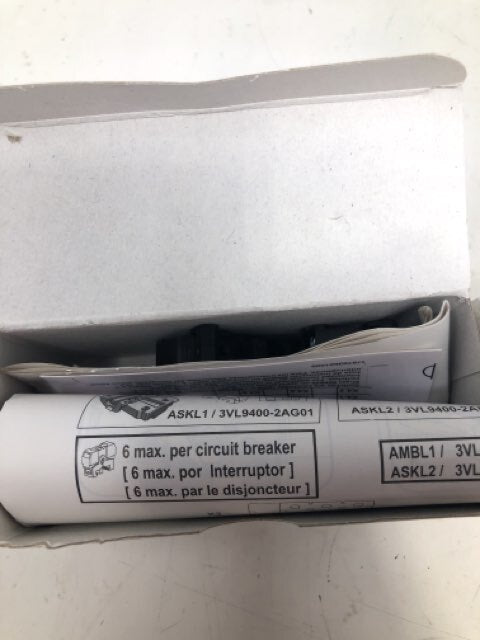 ASKL1 / 3VL9400-2AG01
ASKL2 / 3VL9400-2A
6 max. per circuit breaker
[ 6 max. por Interruptor ]
[ 6 max. par le disjoncteur ]
AMBL1 / 3VL
ASKL2 / 3VL